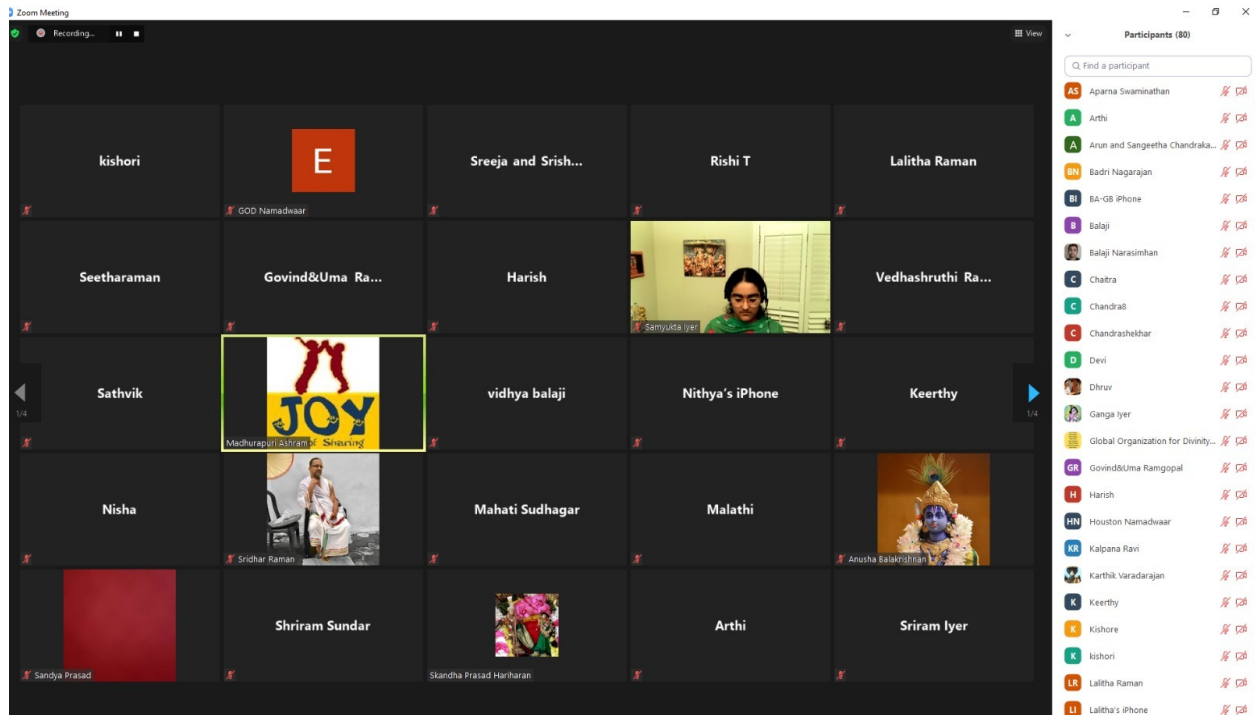 Zoom Meeting
Recording...
View
kishori
E
GOD Namadwaar
Sreeja and Srish...
Rishi T
Lalitha Raman
Seetharaman
Govind&Uma Ra...
Harish
Samyukta Iyer
Vedhashruthi Ra...
1/4
Sathvik
JOY
of Sharing
Madhurapuri Ashram
vidhya balaji
Nithya's iPhone
Keerthy
1/4
Nisha
Sridhar Raman
Mahati Sudhagar
Malathi
Anusha Balakrishnan
Sandya Prasad
Shriram Sundar
Skandha Prasad Hariharan
Arthi
Sriram Iyer
Participants (80)
Find a participant
AS Aparna Swaminathan
A Arthi
A Arun and Sangeetha Chandraka...
BN Badri Nagarajan
BI BA-GB iPhone
B Balaji
Balaji Narasimhan
C Chaitra
C Chandra8
C Chandrashekhar
D Devi
Dhruv
Ganga Iyer
Global Organization for Divinity...
GR Govind&Uma Ramgopal
H Harish
HN Houston Namadwaar
KR Kalpana Ravi
Karthik Varadarajan
K Keerthy
K Kishore
K kishori
LR Lalitha Raman
LI Lalitha's iPhone